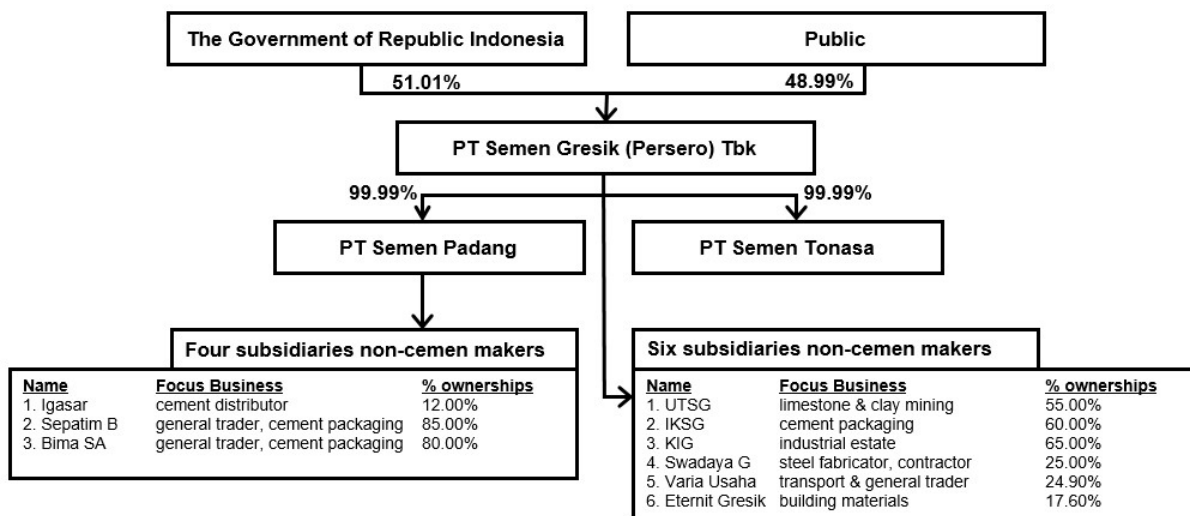 The Government of Republic Indonesia
Public
51.01%
48.99%
PT Semen Gresik (Persero) Tbk
99.99%
99.99%
PT Semen Padang
PT Semen Tonasa
Four subsidiaries non-cemen makers
Name Focus Business % ownerships
1. Igasar cement distributor 12.00%
2. Sepatim B general trader, cement packaging 85.00%
3. Bima SA general trader, cement packaging 80.00%
Six subsidiaries non-cemen makers
Name Focus Business % ownerships
1. UTSG limestone & clay mining 55.00%
2. IKSG cement packaging 60.00%
3. KIG industrial estate 65.00%
4. Swadaya G steel fabricator, contractor 25.00%
5. Varia Usaha transport & general trader 24.90%
6. Eternit Gresik building materials 17.60%